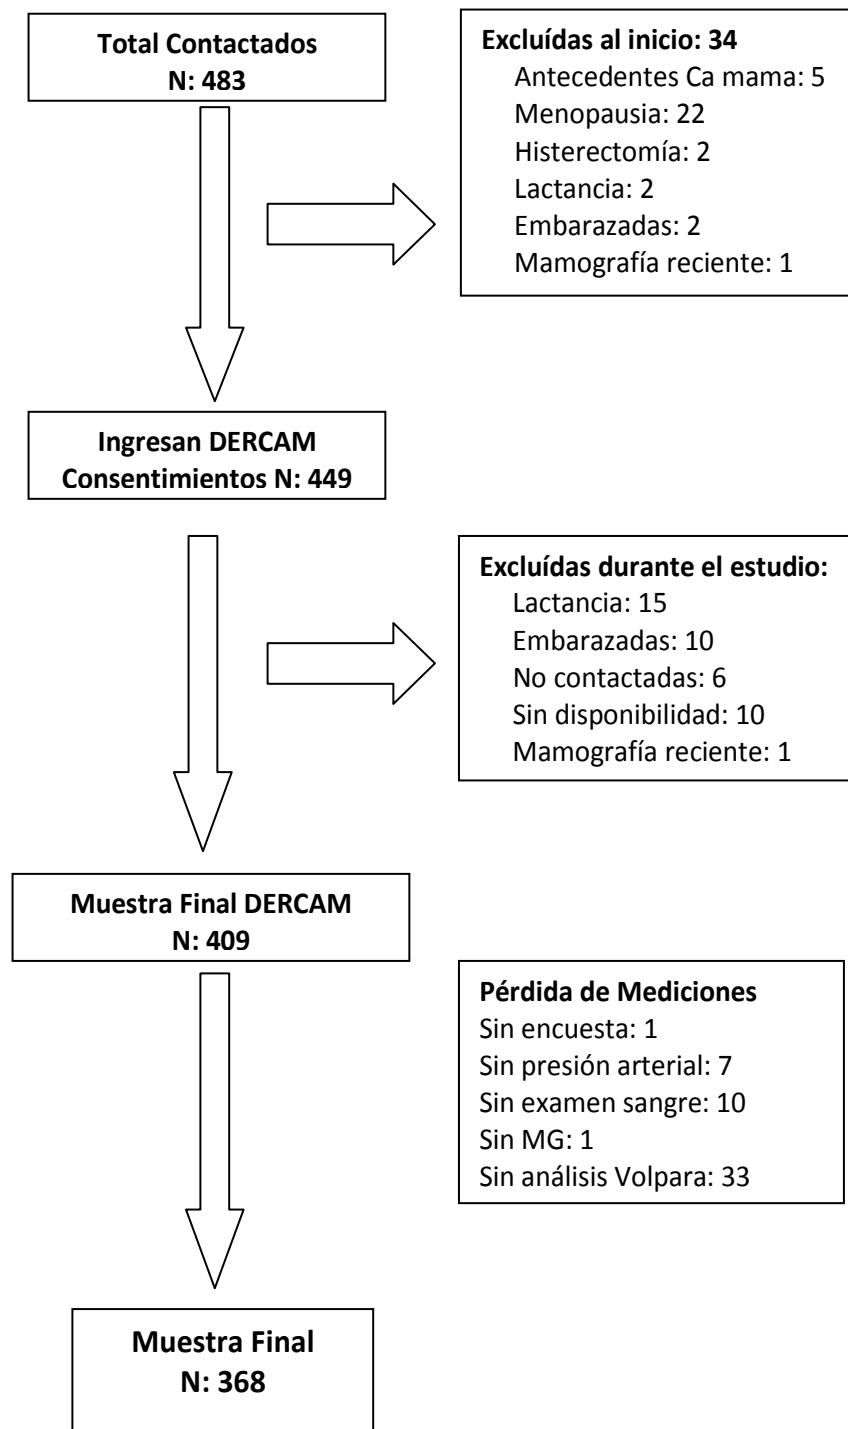 Total Contactados
N: 483
Excluídas al inicio: 34
Antecedentes Ca mama: 5
Menopausia: 22
Histerectomía: 2
Lactancia: 2
Embarazadas: 2
Mamografía reciente: 1
Ingresan DERCAM
Consentimientos N: 449
Excluídas durante el estudio:
Lactancia: 15
Embarazadas: 10
No contactadas: 6
Sin disponibilidad: 10
Mamografía reciente: 1
Muestra Final DERCAM
N: 409
Pérdida de Mediciones
Sin encuesta: 1
Sin presión arterial: 7
Sin examen sangre: 10
Sin MG: 1
Sin análisis Volpara: 33
Muestra Final
N: 368